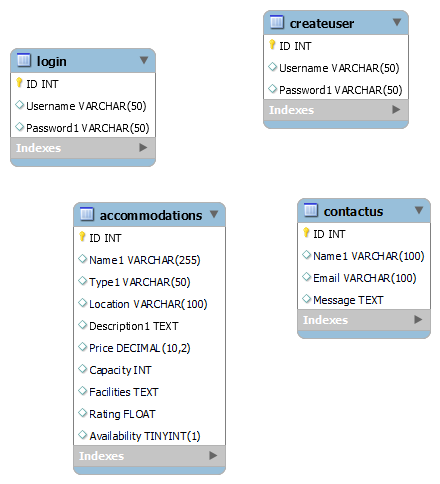 login
ID INT
Username VARCHAR(50)
Password1 VARCHAR(50)
Indexes
createuser
ID INT
Username VARCHAR(50)
Password1 VARCHAR(50)
Indexes
accommodations
ID INT
Name1 VARCHAR(255)
Type1 VARCHAR(50)
Location VARCHAR(100)
Description1 TEXT
Price DECIMAL(10,2)
Capacity INT
Facilities TEXT
Rating FLOAT
Availability TINYINT(1)
Indexes
contactus
ID INT
Name1 VARCHAR(100)
Email VARCHAR(100)
Message TEXT
Indexes